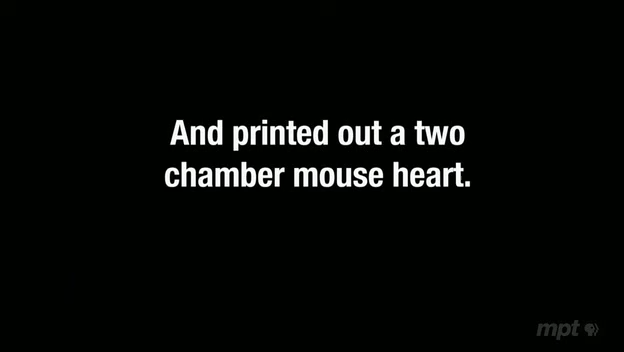 And printed out a two
chamber mouse heart.
mpt